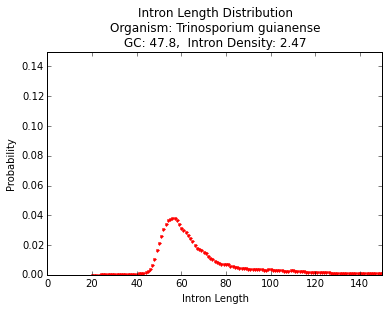 Intron Length Distribution
Organism: Trinosporium guianense
GC: 47.8,  Intron Density: 2.47
Probability
0.14
0.12
0.10
0.08
0.06
0.04
0.02
0.00
0 20 40 60 80 100 120 140
Intron Length